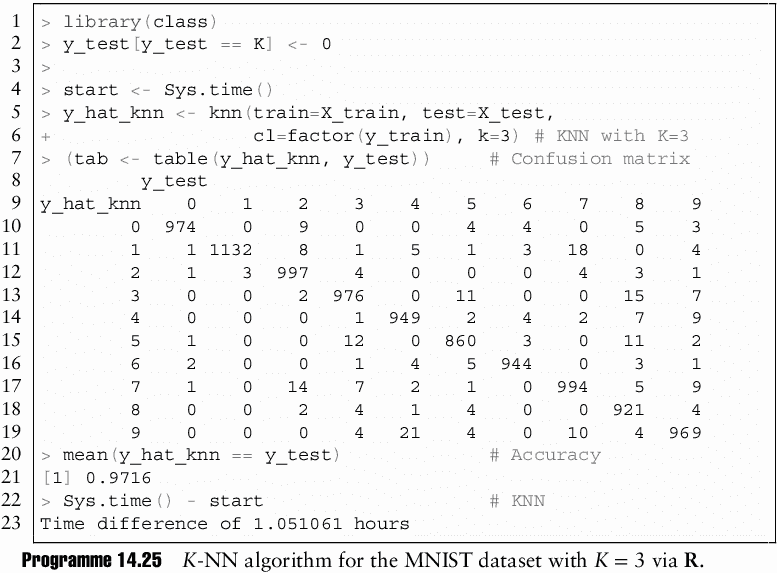 1 > library(class)
2 > y_test[y_test == K] <- 0
3 >
4 > start <- Sys.time()
5 > y_hat_knn <- knn(train=X_train, test=X_test,
6 +                  cl=factor(y_train), k=3) # KNN with K=3
7 > (tab <- table(y_hat_knn, y_test))     # Confusion matrix
8          y_test
9 y_hat_knn    0    1    2    3    4    5    6    7    8    9
10         0  974    0    9    0    0    4    4    0    5    3
11         1    1 1132    8    1    5    1    3   18    0    4
12         2    1    3  997    4    0    0    0    4    3    1
13         3    0    0    2  976    0   11    0    0   15    7
14         4    0    0    0    1  949    2    4    2    7    9
15         5    1    0    0   12    0  860    3    0   11    2
16         6    2    0    0    1    4    5  944    0    3    1
17         7    1    0   14    7    2    1    0  994    5    9
18         8    0    0    2    4    1    4    0    0  921    4
19         9    0    0    0    4   21    4    0   10    4  969
20 > mean(y_hat_knn == y_test)             # Accuracy
21 [1] 0.9716
22 > Sys.time() - start                    # KNN
23 Time difference of 1.051061 hours
Programme 14.25 K-NN algorithm for the MNIST dataset with K = 3 via R.